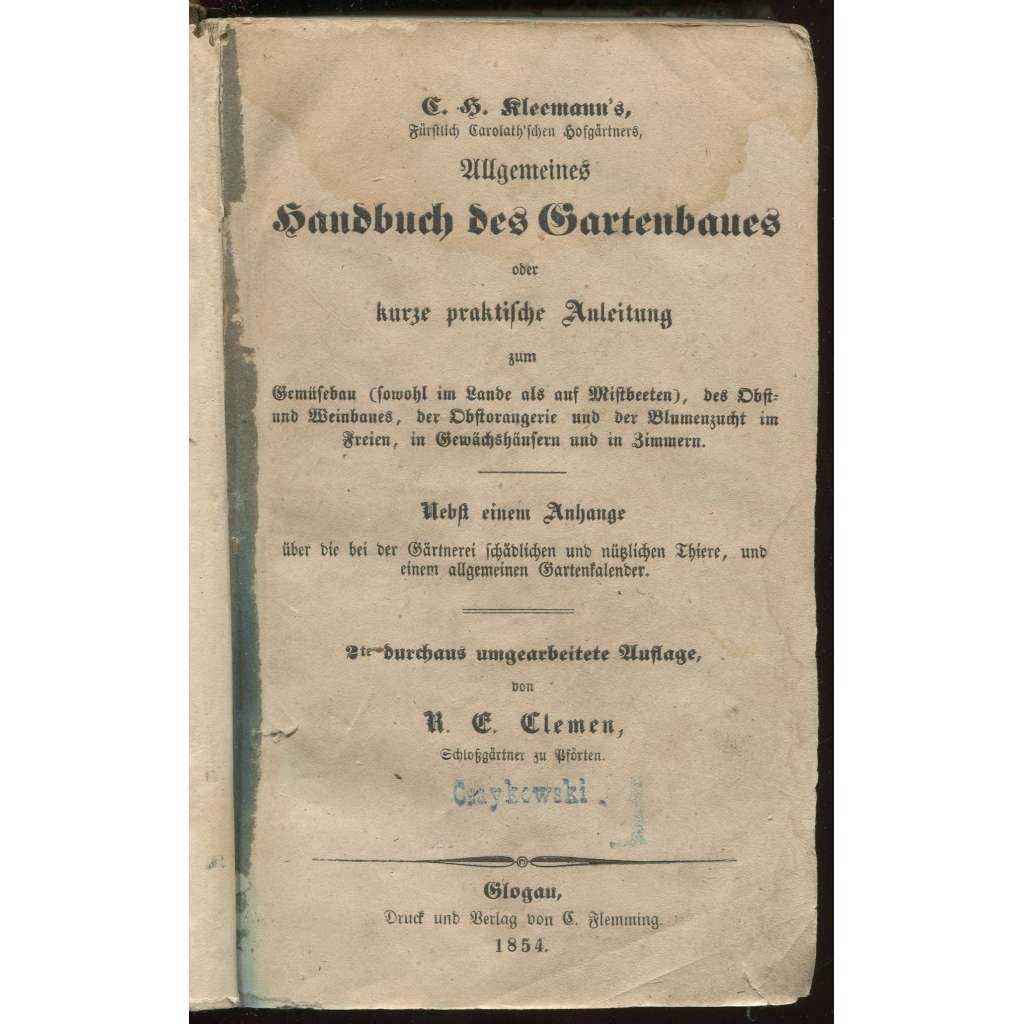 C. H. Kleemann's,
Fürstlich Carolath'schen Hofgärtners,
Allgemeines
Handbuch des Gartenbaues
oder
kurze praktische Anleitung
zum
Gemüsebau (sowohl im Lande als auf Mistbeeten), des Obst-
und Weinbaues, der Obstorangerie und der Blumenzucht im
Freien, in Gewächshäusern und in Zimmern.
Nebst einem Anhange
über die bei der Gärtnerei schädlichen und nützlichen Thiere, und
einem allgemeinen Gartenkalender.
2te durchaus umgearbeitete Auflage,
von
R. E. Clemen,
Schloßgärtner zu Pförten.
Czaykowski.
Glogau,
Druck und Verlag von C. Flemming.
1854.